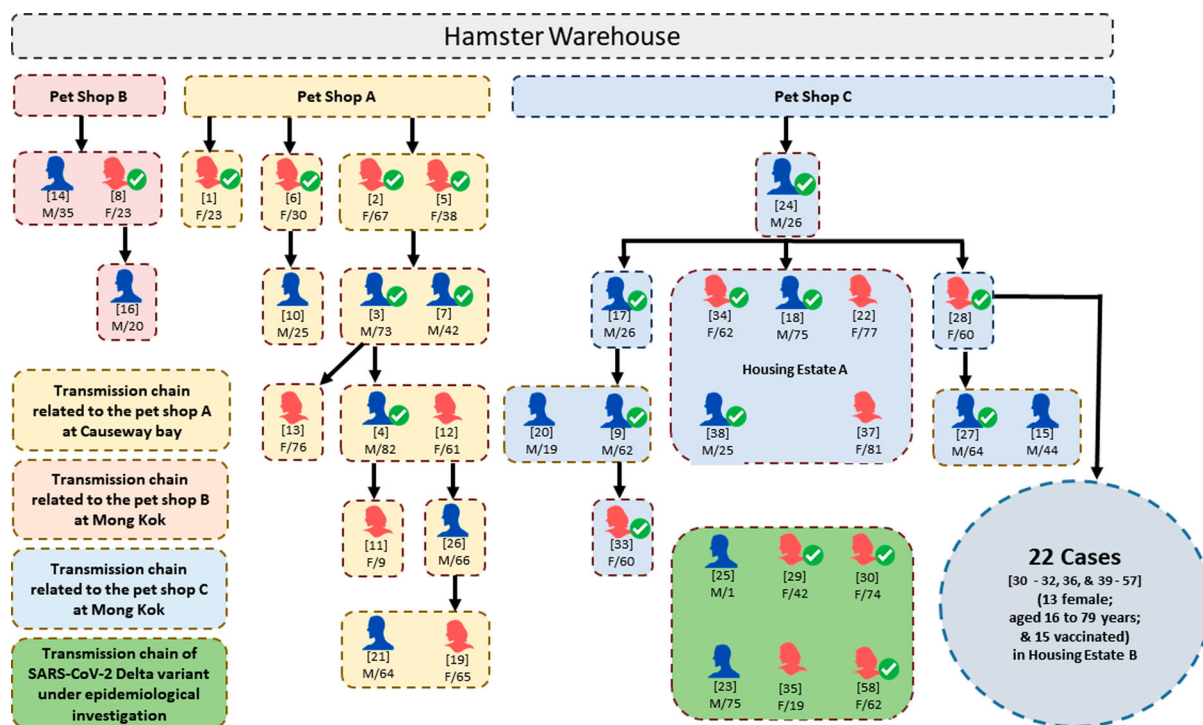 Hamster Warehouse
Pet Shop B
Pet Shop A
Pet Shop C
[14]
M/35
[8]
F/23
[1]
F/23
[6]
F/30
[2]
F/67
[5]
F/38
[24]
M/26
[16]
M/20
[10]
M/25
[3]
M/73
[7]
M/42
[17]
M/26
[34]
F/62
[18]
M/75
[22]
F/77
[28]
F/60
Housing Estate A
[38]
M/25
[37]
F/81
Transmission chain
related to the pet shop A
at Causeway bay
[13]
F/76
[4]
M/82
[12]
F/61
[20]
M/19
[9]
M/62
[27]
M/64
[15]
M/44
Transmission chain
related to the pet shop B
at Mong Kok
[11]
F/9
[26]
M/66
[33]
F/60
Transmission chain
related to the pet shop C
at Mong Kok
[25]
M/1
[29]
F/42
[30]
F/74
22 Cases
[30 - 32, 36, & 39 - 57]
(13 female;
aged 16 to 79 years;
& 15 vaccinated)
in Housing Estate B
Transmission chain of
SARS-CoV-2 Delta variant
under epidemiological
investigation
[21]
M/64
[19]
F/65
[23]
M/75
[35]
F/19
[58]
F/62